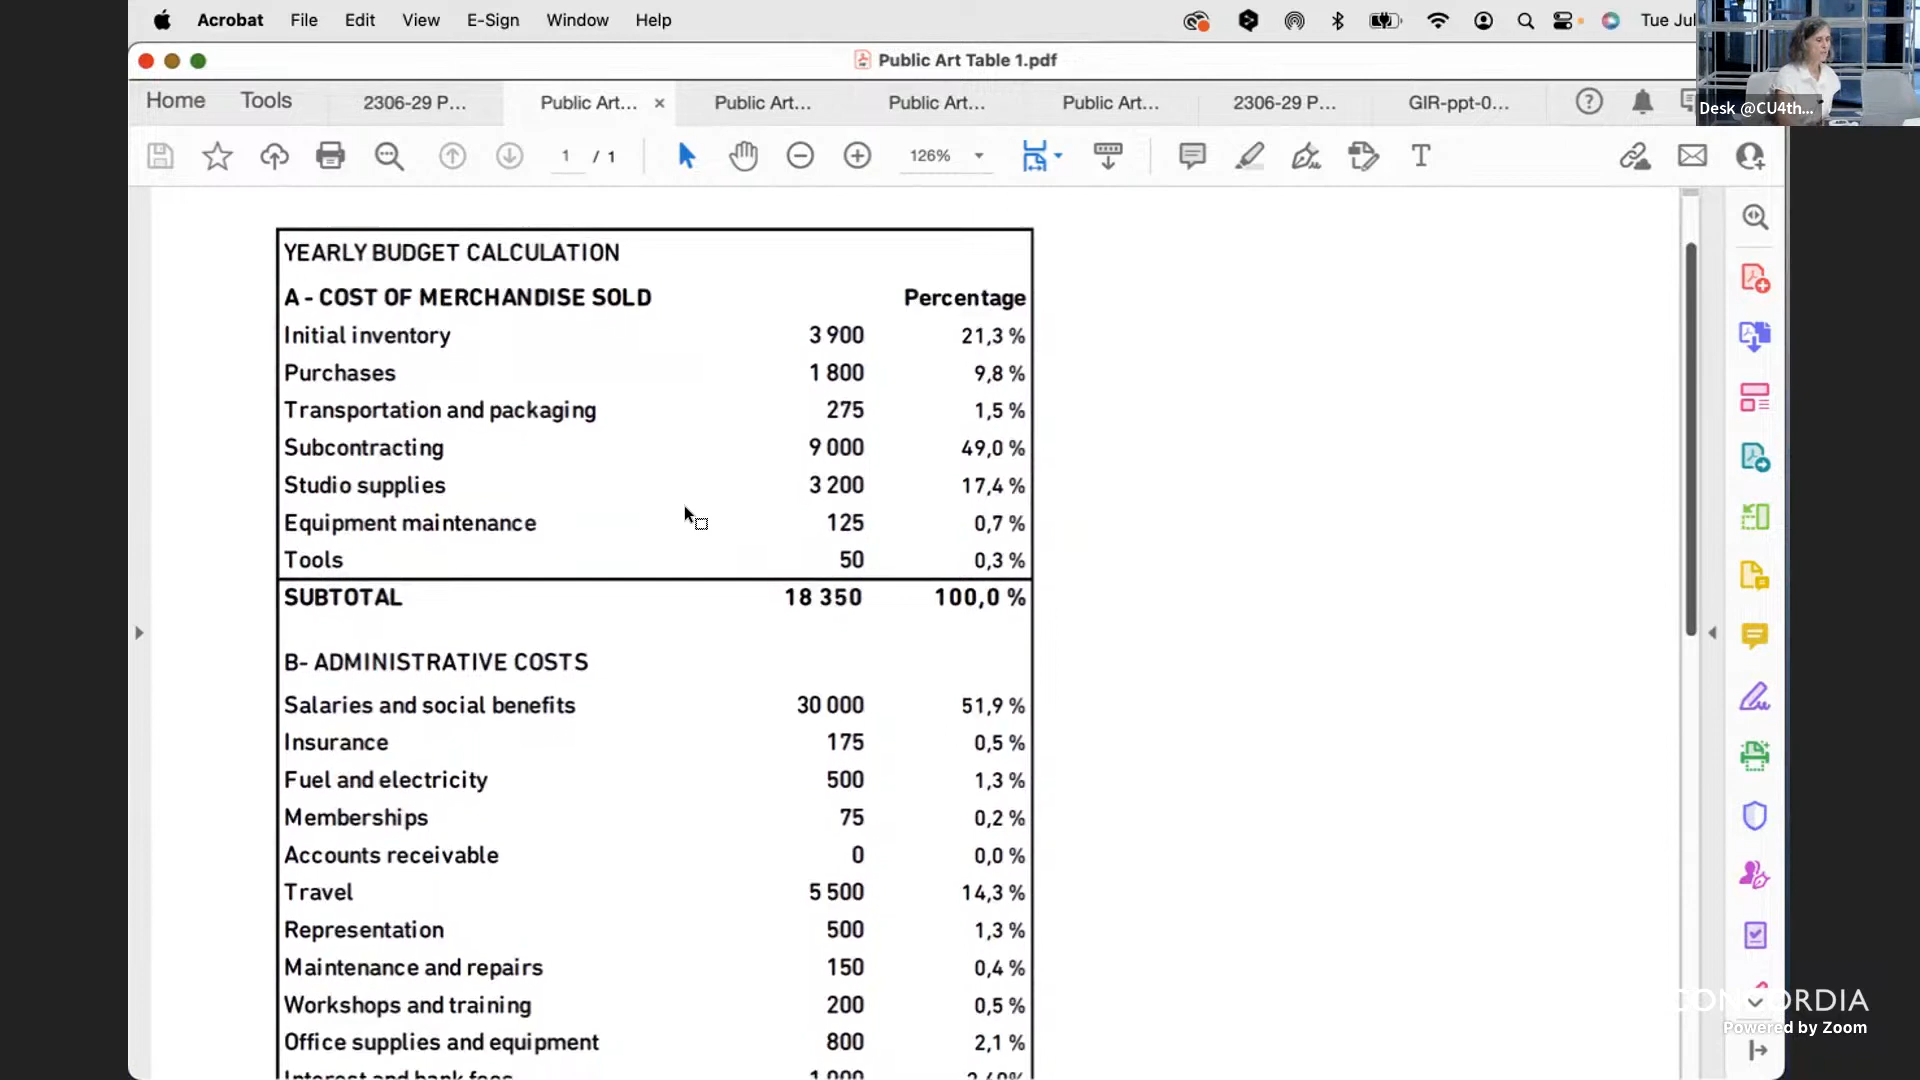 Acrobat File Edit View E-Sign Window Help Tue Jul
Public Art Table 1.pdf
Home Tools 2306-29 P... Public Art... × Public Art... Public Art... Public Art... 2306-29 P... GIR-ppt-0...
Desk @CU4th...
1 / 1 126%
YEARLY BUDGET CALCULATION
A - COST OF MERCHANDISE SOLD Percentage
Initial inventory 3 900 21,3 %
Purchases 1 800 9,8 %
Transportation and packaging 275 1,5 %
Subcontracting 9 000 49,0 %
Studio supplies 3 200 17,4 %
Equipment maintenance 125 0,7 %
Tools 50 0,3 %
SUBTOTAL 18 350 100,0 %
B- ADMINISTRATIVE COSTS
Salaries and social benefits 30 000 51,9 %
Insurance 175 0,5 %
Fuel and electricity 500 1,3 %
Memberships 75 0,2 %
Accounts receivable 0 0,0 %
Travel 5 500 14,3 %
Representation 500 1,3 %
Maintenance and repairs 150 0,4 %
Workshops and training 200 0,5 %
Office supplies and equipment 800 2,1 %
Interest and bank fees 1 000
CONCORDIA
Powered by Zoom